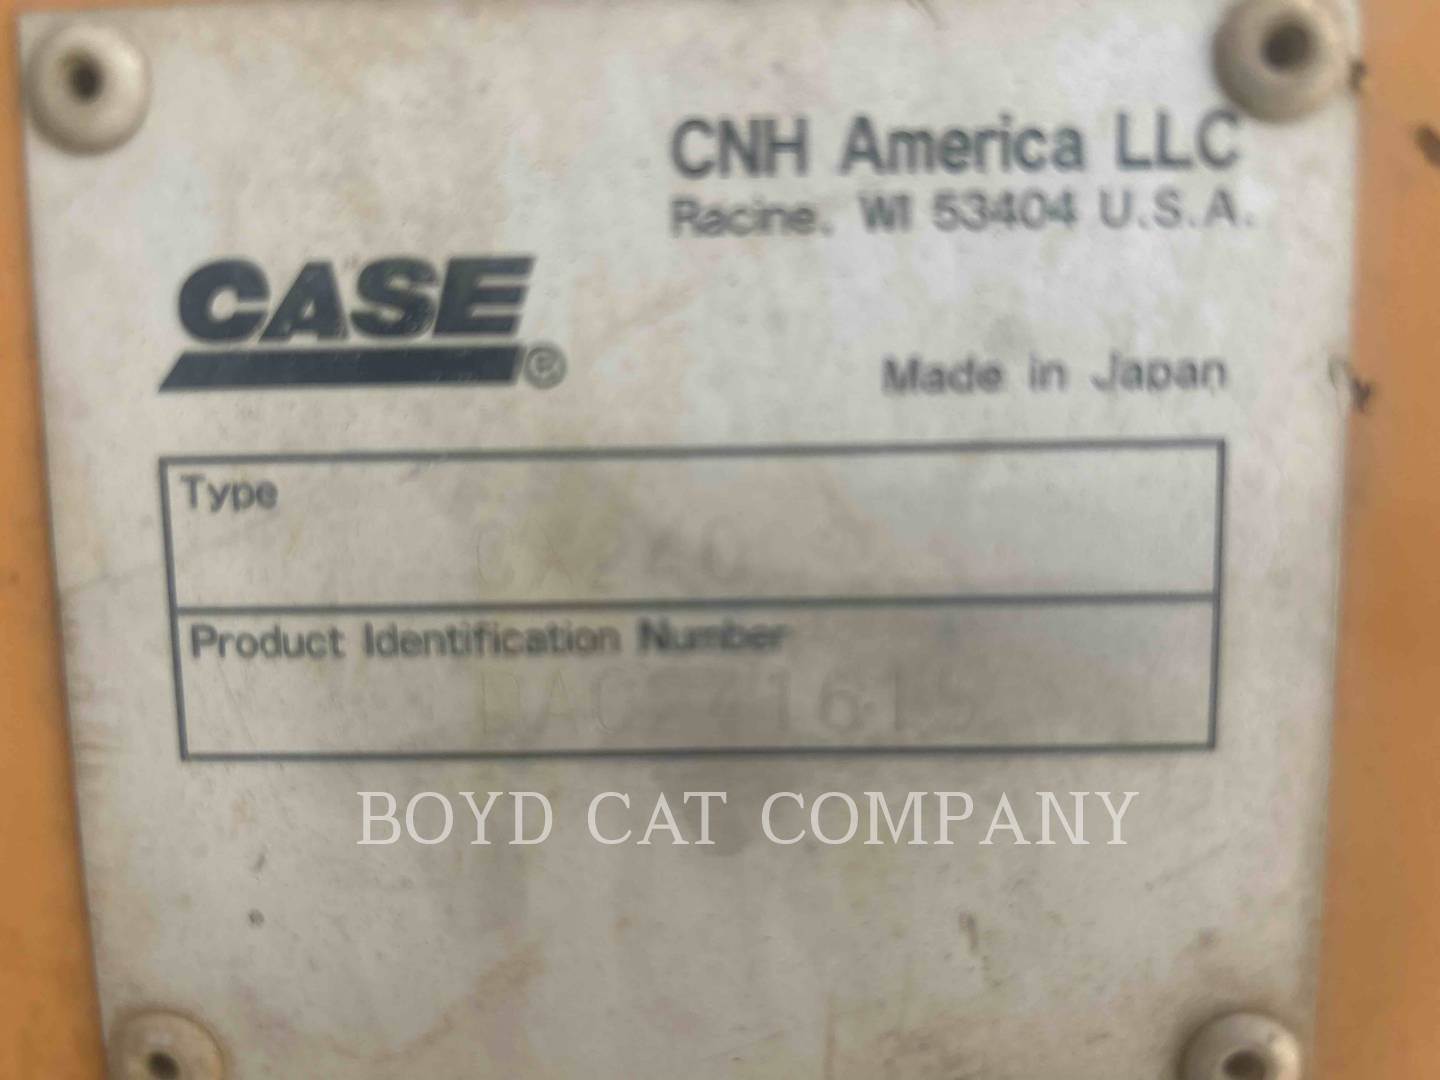 CNH America LLC
Racine, WI 53404 U.S.A.
CASE®
Made in Japan
Type
Product Identification Number
BOYD CAT COMPANY